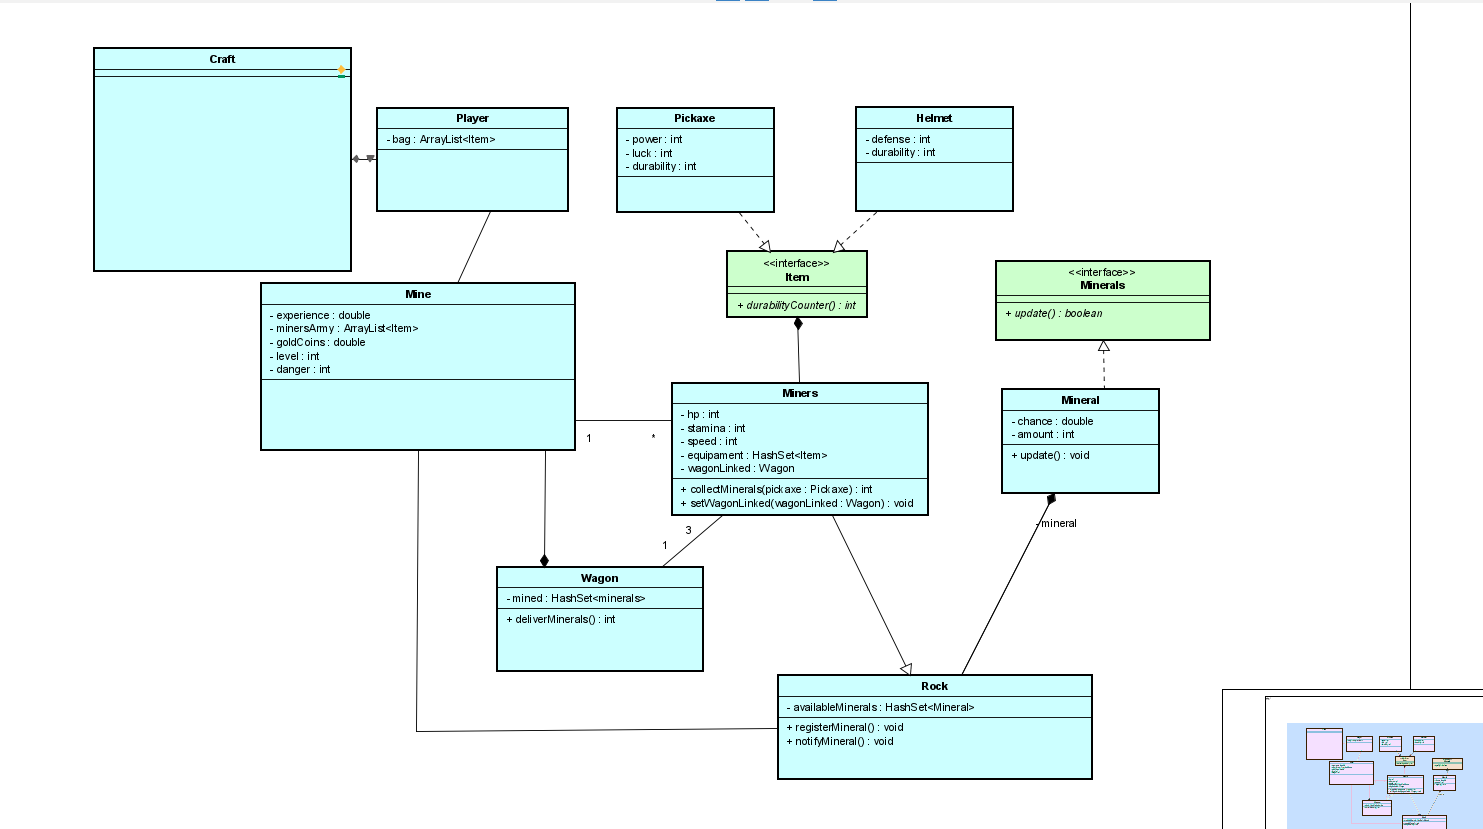 Craft
Player
- bag : ArrayList<Item>
Pickaxe
- power : int
- luck : int
- durability : int
Helmet
- defense : int
- durability : int
<<interface>>
Item
+ durabilityCounter() : int
<<interface>>
Minerals
+ update() : boolean
Mine
- experience : double
- minersArmy : ArrayList<Item>
- goldCoins : double
- level : int
- danger : int
1
*
Miners
- hp : int
- stamina : int
- speed : int
- equipament : HashSet<Item>
- wagonLinked : Wagon
+ collectMinerals(pickaxe : Pickaxe) : int
+ setWagonLinked(wagonLinked : Wagon) : void
Mineral
- chance : double
- amount : int
+ update() : void
- mineral
3
1
Wagon
- mined : HashSet<minerals>
+ deliverMinerals() : int
Rock
- availableMinerals : HashSet<Mineral>
+ registerMineral() : void
+ notifyMineral() : void